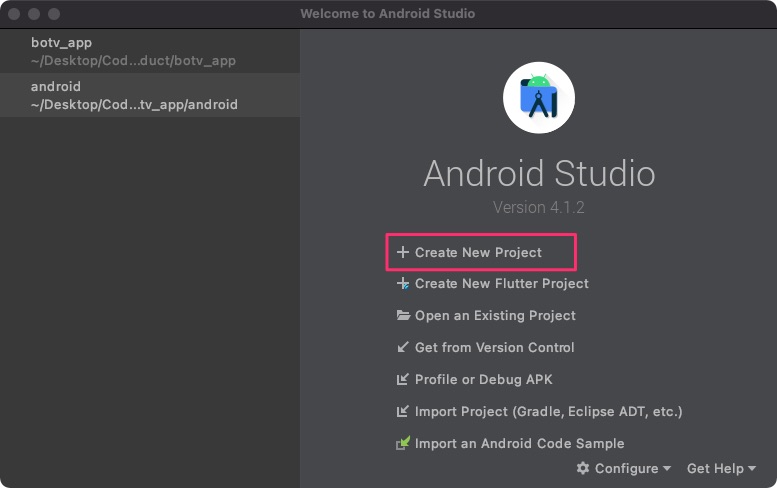 Welcome to Android Studio
botv_app
~/Desktop/Cod...duct/botv_app
android
~/Desktop/Cod...tv_app/android
Android Studio
Version 4.1.2
Create New Project
Create New Flutter Project
Open an Existing Project
Get from Version Control
Profile or Debug APK
Import Project (Gradle, Eclipse ADT, etc.)
Import an Android Code Sample
Configure Get Help